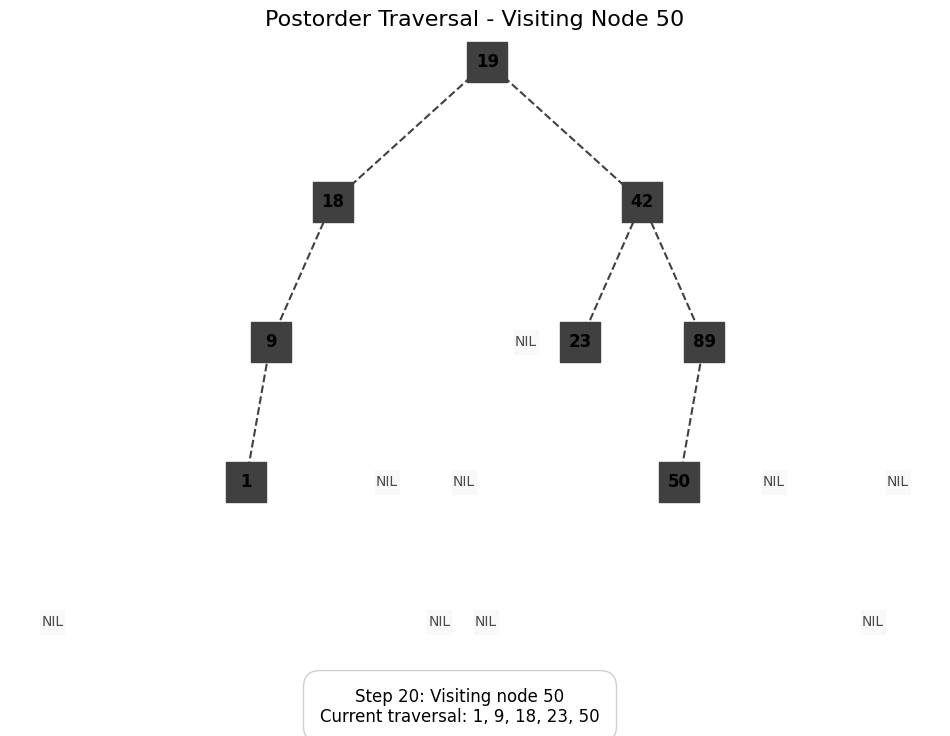 Postorder Traversal - Visiting Node 50
19
18
42
9
NIL
23
89
1
NIL
NIL
50
NIL
NIL
NIL
NIL
NIL
NIL
Step 20: Visiting node 50
Current traversal: 1, 9, 18, 23, 50